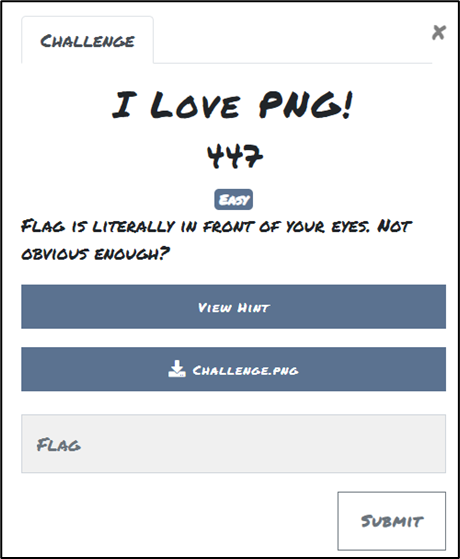 Challenge
×
I Love PNG!
447
Easy
Flag is literally in front of your eyes. Not
obvious enough?
View Hint
Challenge.png
Flag
Submit